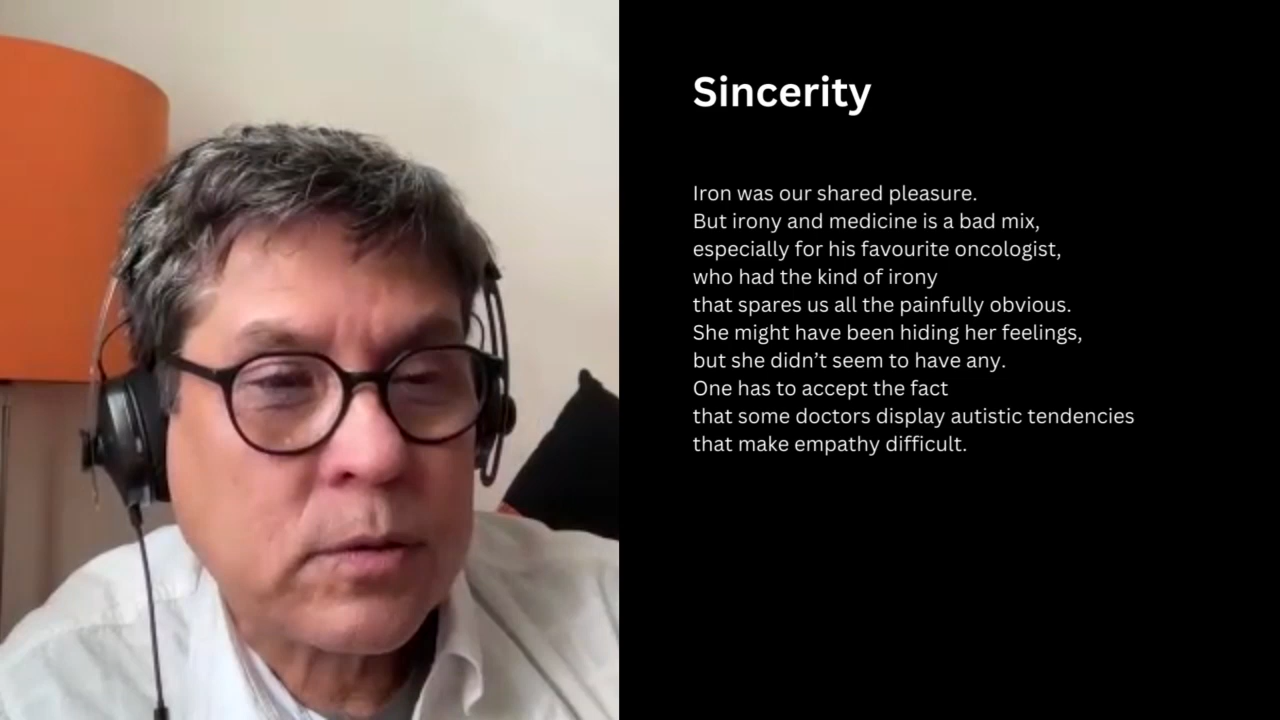 Sincerity
Iron was our shared pleasure.
But irony and medicine is a bad mix,
especially for his favourite oncologist,
who had the kind of irony
that spares us all the painfully obvious.
She might have been hiding her feelings,
but she didn’t seem to have any.
One has to accept the fact
that some doctors display autistic tendencies
that make empathy difficult.